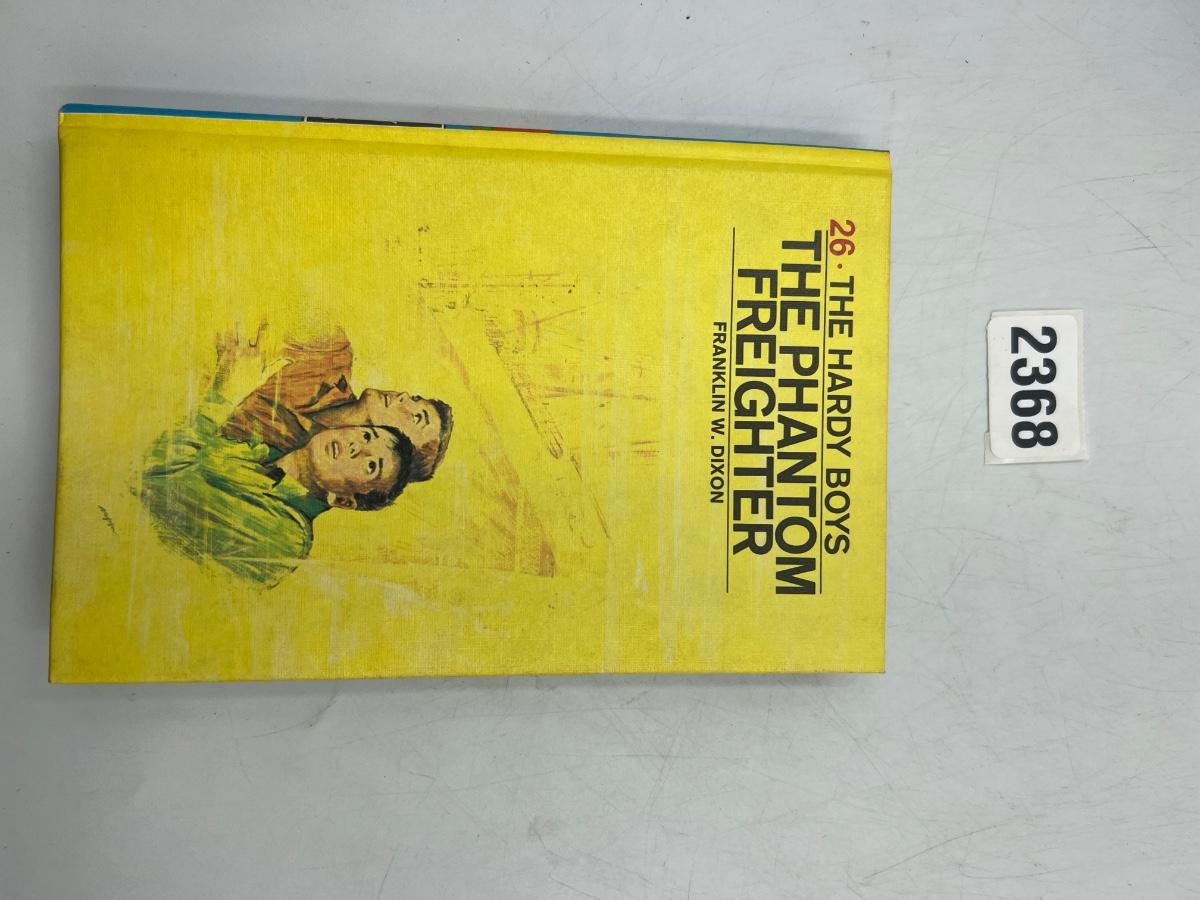 26 · THE HARDY BOYS
THE PHANTOM
FREIGHTER
FRANKLIN W. DIXON
2368